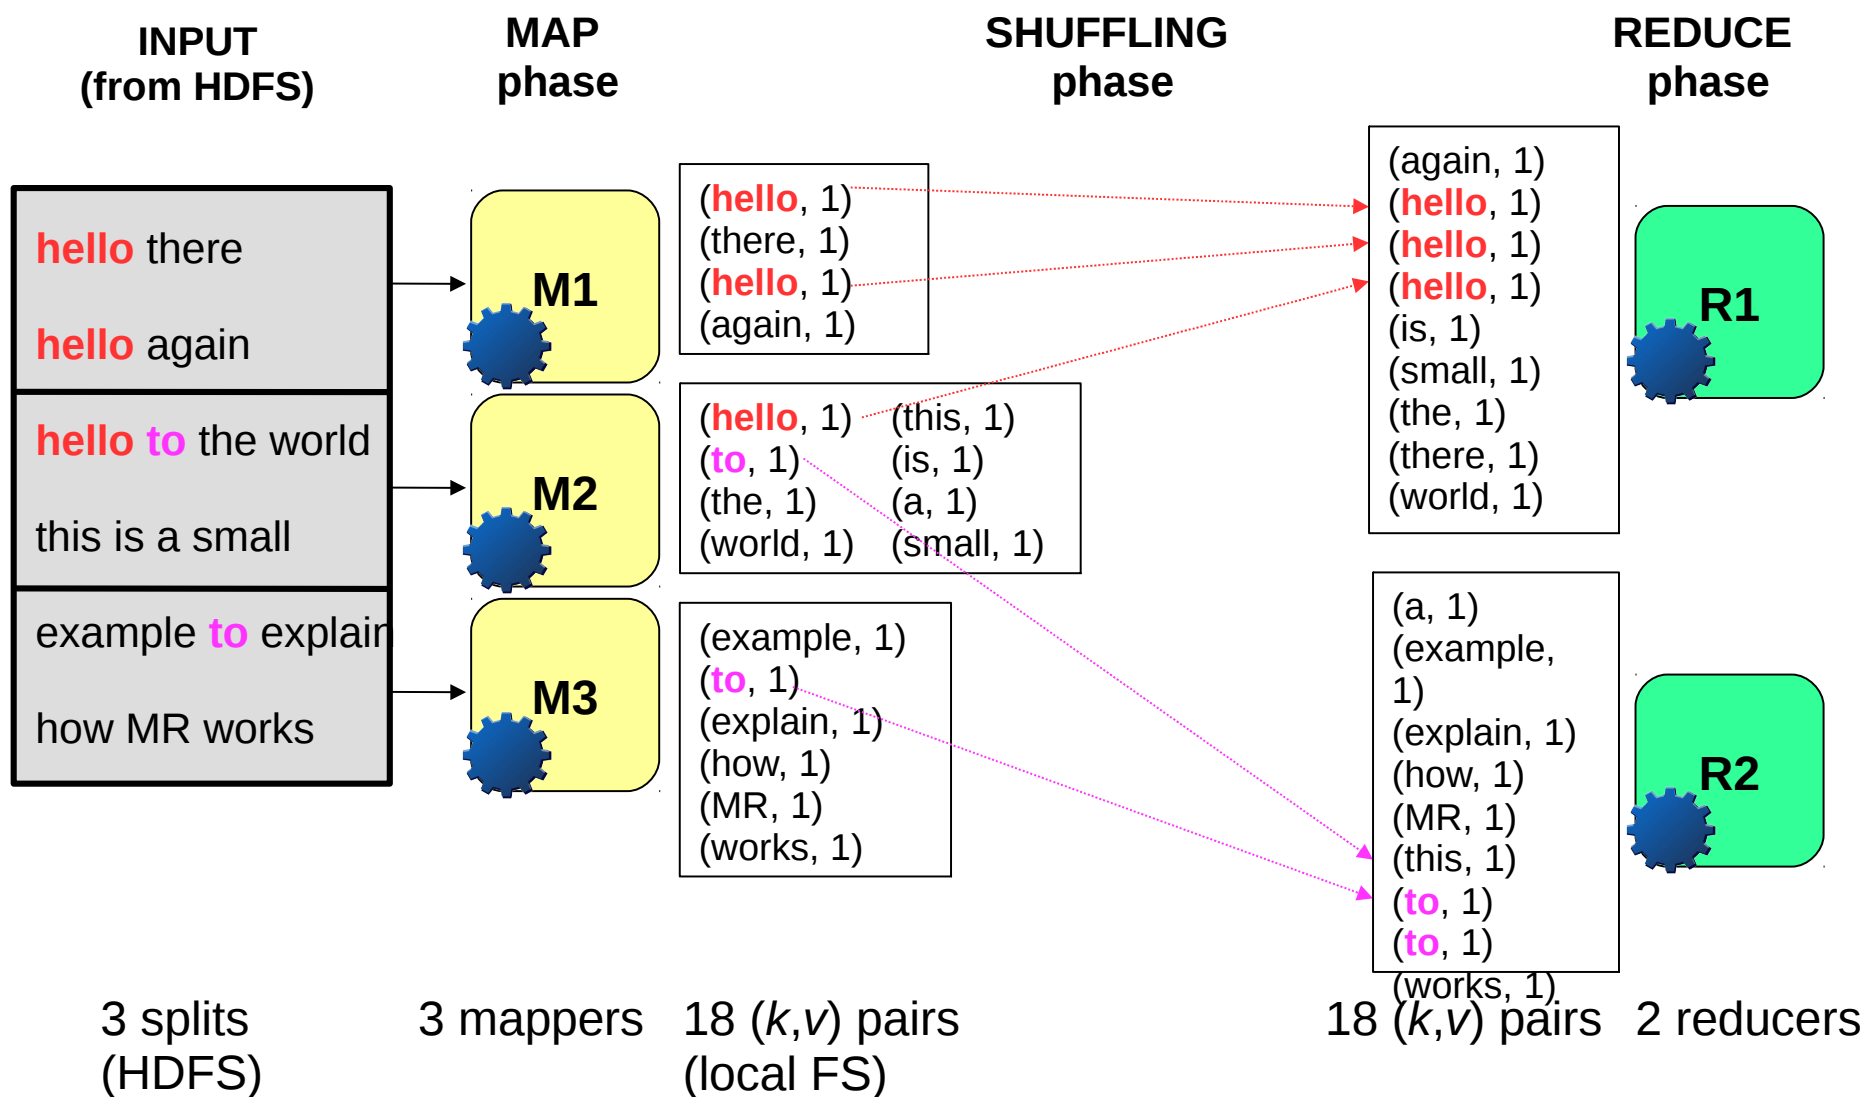 INPUT
(from HDFS)
MAP
phase
SHUFFLING
phase
REDUCE
phase
hello there
hello again
hello to the world
this is a small
example to explain
how MR works
M1
M2
M3
(hello, 1)
(there, 1)
(hello, 1)
(again, 1)
(hello, 1) (this, 1)
(to, 1) (is, 1)
(the, 1) (a, 1)
(world, 1) (small, 1)
(example, 1)
(to, 1)
(explain, 1)
(how, 1)
(MR, 1)
(works, 1)
(again, 1)
(hello, 1)
(hello, 1)
(hello, 1)
(is, 1)
(small, 1)
(the, 1)
(there, 1)
(world, 1)
R1
(a, 1)
(example,
1)
(explain, 1)
(how, 1)
(MR, 1)
(this, 1)
(to, 1)
(to, 1)
(works, 1)
R2
3 splits
(HDFS)
3 mappers
18 (k,v) pairs
(local FS)
18 (k,v) pairs
2 reducers